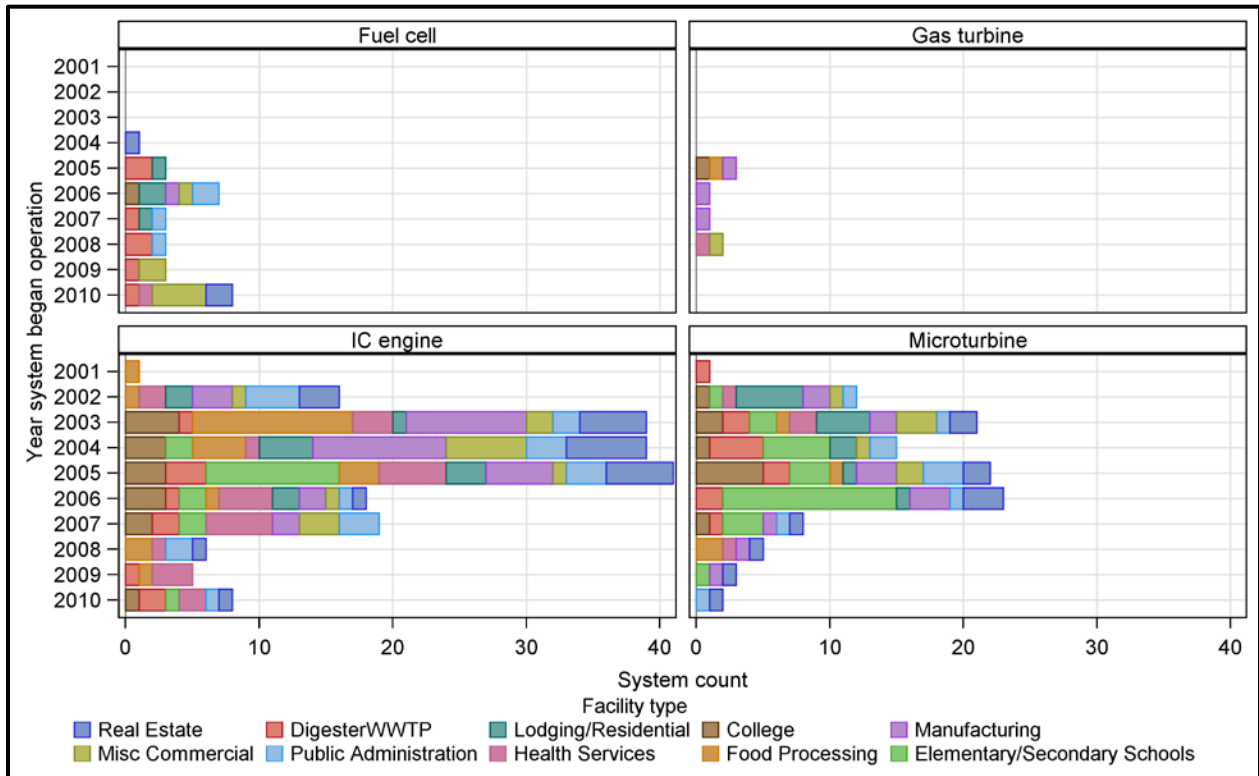 Fuel cell
Gas turbine
Year system began operation
2001
2002
2003
2004
2005
2006
2007
2008
2009
2010
IC engine
Microturbine
2001
2002
2003
2004
2005
2006
2007
2008
2009
2010
0 10 20 30 40
0 10 20 30 40
System count
Facility type
Real Estate DigesterWWTP Lodging/Residential College Manufacturing
Misc Commercial Public Administration Health Services Food Processing Elementary/Secondary Schools